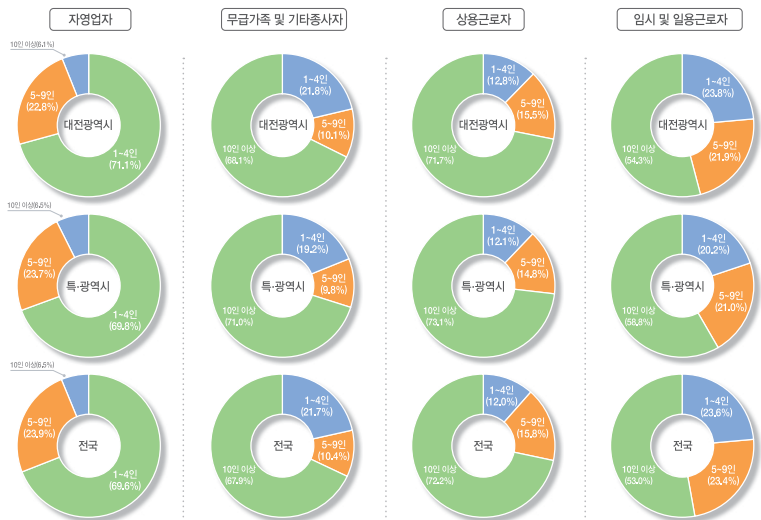 자영업자
무급가족 및 기타종사자
상용근로자
임시 및 일용근로자
10인 이상(6.1%)
5~9인
(22.8%)
대전광역시
1~4인
(71.1%)
1~4인
(21.8%)
5~9인
(10.1%)
대전광역시
10인 이상
(68.1%)
1~4인
(12.8%)
5~9인
(15.5%)
대전광역시
10인 이상
(71.7%)
1~4인
(23.8%)
5~9인
(21.9%)
대전광역시
10인 이상
(54.3%)
10인 이상(6.5%)
5~9인
(23.7%)
특·광역시
1~4인
(69.8%)
1~4인
(19.2%)
5~9인
(9.8%)
특·광역시
10인 이상
(71.0%)
1~4인
(12.1%)
5~9인
(14.8%)
특·광역시
10인 이상
(73.1%)
1~4인
(20.2%)
5~9인
(21.0%)
특·광역시
10인 이상
(58.8%)
10인 이상(6.5%)
5~9인
(23.9%)
전국
1~4인
(69.6%)
1~4인
(21.7%)
5~9인
(10.4%)
전국
10인 이상
(67.9%)
1~4인
(12.0%)
5~9인
(15.8%)
전국
10인 이상
(72.2%)
1~4인
(23.6%)
5~9인
(23.4%)
전국
10인 이상
(53.0%)